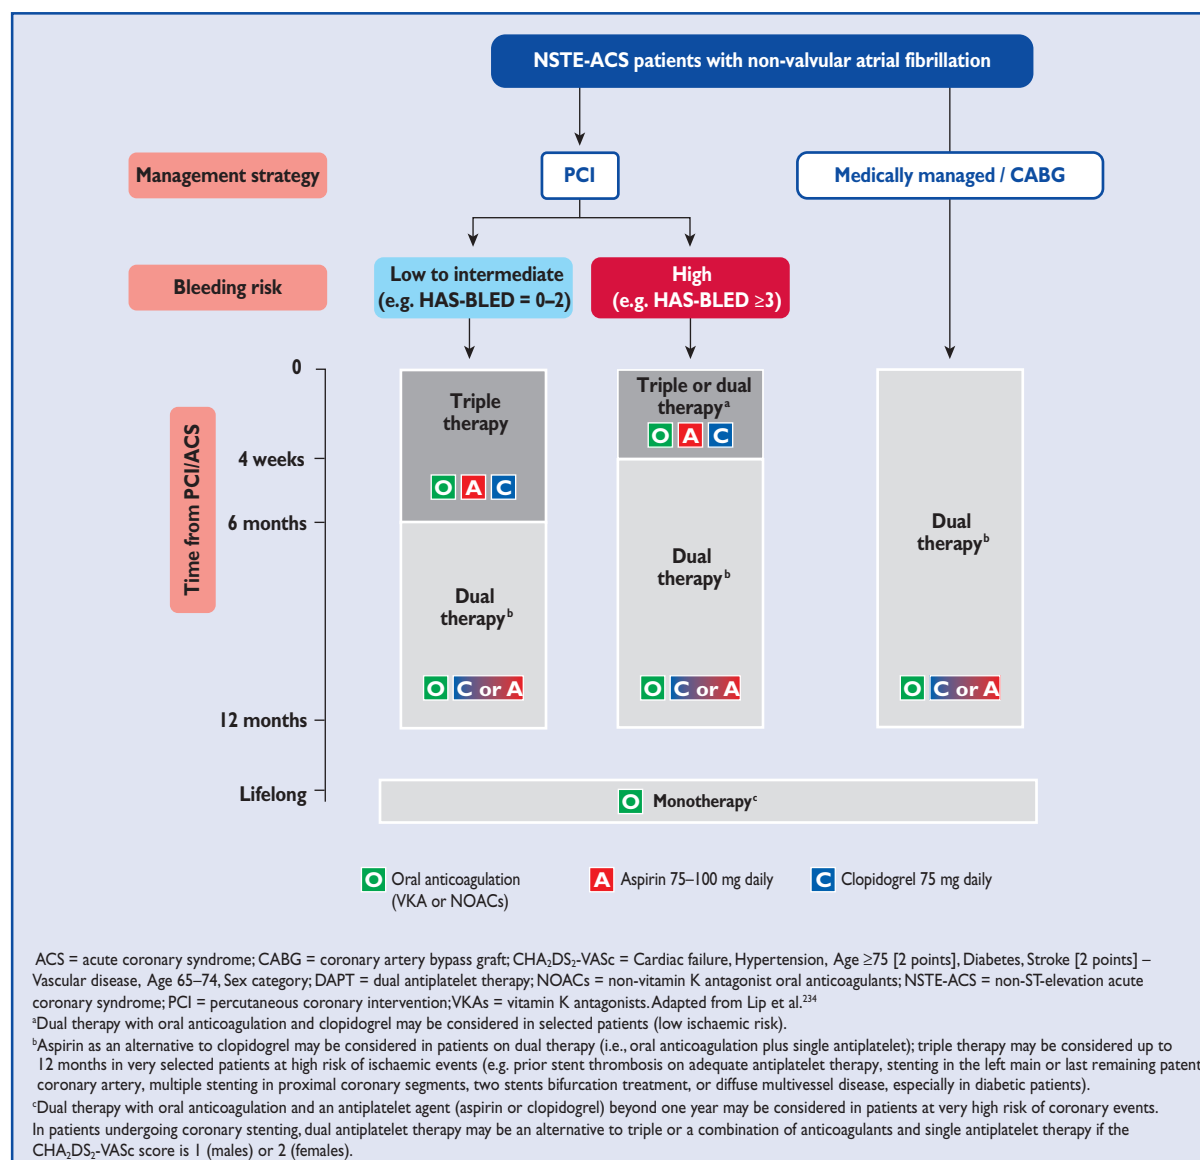 NSTE-ACS patients with non-valvular atrial fibrillation
Management strategy
PCI
Medically managed / CABG
Bleeding risk
Low to intermediate
(e.g. HAS-BLED = 0–2)
High
(e.g. HAS-BLED ≥3)
Time from PCI/ACS
0
4 weeks
6 months
12 months
Lifelong
Triple
therapy
O A C
Dual
therapyᵇ
O C or A
Triple or dual
therapyᵃ
O A C
Dual
therapyᵇ
O C or A
Dual
therapyᵇ
O C or A
O Monotherapyᶜ
O Oral anticoagulation
(VKA or NOACs)
A Aspirin 75–100 mg daily
C Clopidogrel 75 mg daily
ACS = acute coronary syndrome; CABG = coronary artery bypass graft; CHA₂DS₂-VASc = Cardiac failure, Hypertension, Age ≥75 [2 points], Diabetes, Stroke [2 points] –
Vascular disease, Age 65–74, Sex category; DAPT = dual antiplatelet therapy; NOACs = non-vitamin K antagonist oral anticoagulants; NSTE-ACS = non-ST-elevation acute
coronary syndrome; PCI = percutaneous coronary intervention; VKAs = vitamin K antagonists. Adapted from Lip et al.²³⁴
ᵃDual therapy with oral anticoagulation and clopidogrel may be considered in selected patients (low ischaemic risk).
ᵇAspirin as an alternative to clopidogrel may be considered in patients on dual therapy (i.e., oral anticoagulation plus single antiplatelet); triple therapy may be considered up to
12 months in very selected patients at high risk of ischaemic events (e.g. prior stent thrombosis on adequate antiplatelet therapy, stenting in the left main or last remaining patent
coronary artery, multiple stenting in proximal coronary segments, two stents bifurcation treatment, or diffuse multivessel disease, especially in diabetic patients).
ᶜDual therapy with oral anticoagulation and an antiplatelet agent (aspirin or clopidogrel) beyond one year may be considered in patients at very high risk of coronary events.
In patients undergoing coronary stenting, dual antiplatelet therapy may be an alternative to triple or a combination of anticoagulants and single antiplatelet therapy if the
CHA₂DS₂-VASc score is 1 (males) or 2 (females).